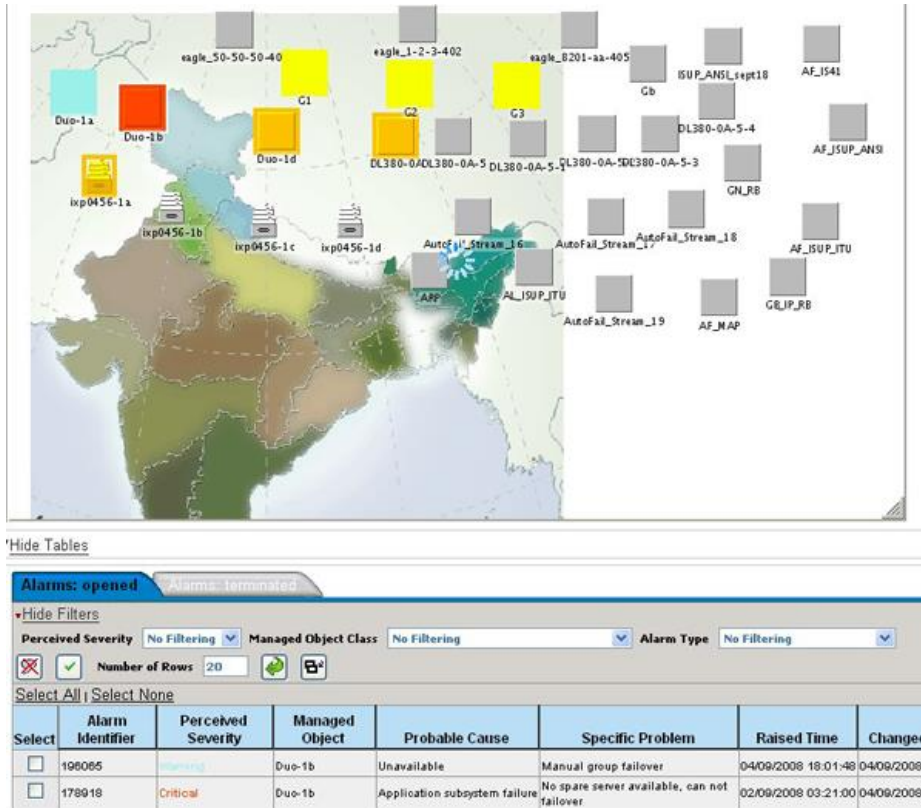 eagle_50-50-50-40
eagle_1-2-3-402
eagle_8201-aa-405
Gb
ISUP_ANSI_sept18
AF_IS41
Duo-1a
Duo-1b
G1
G2
G3
DL380-0A-5-4
AF_ISUP_ANSI
Duo-1d
DL380-0A
DL380-0A-5
DL380-0A-5-1
DL380-0A-5
DL380-0A-5-3
GN_RB
ixp0456-1a
ixp0456-1b
ixp0456-1c
ixp0456-1d
AutoFail_Stream_16
AutoFail_Stream_17
AutoFail_Stream_18
AF_ISUP_ITU
ARP
AL_ISUP_ITU
AutoFail_Stream_19
AF_MAP
GB_IP_RB
Hide Tables
Alarms: opened Alarms: terminated
Hide Filters
Perceived Severity No Filtering Managed Object Class No Filtering Alarm Type No Filtering
Number of Rows 20
Select All | Select None
Select Alarm Identifier Perceived Severity Managed Object Probable Cause Specific Problem Raised Time Changed
196065 Warning Duo-1b Unavailable Manual group failover 04/09/2008 18:01:48 04/09/2008
178918 Critical Duo-1b Application subsystem failure No spare server available, can not failover 02/09/2008 03:21:00 04/09/2008